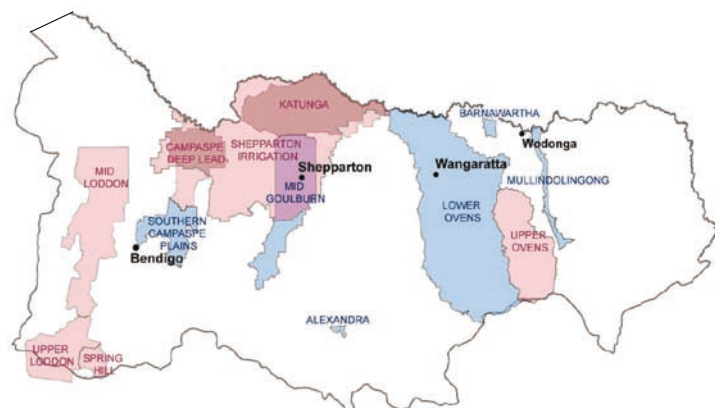 KATUNGA
BARNAWARTHA
Wodonga
CAMPASPE
DEEP LEAD
SHEPPARTON
IRRIGATION
Shepparton
Wangaratta
MID
LODDON
MID
GOULBURN
MULLINDOLINGONG
LOWER
OVENS
SOUTHERN
CAMPASPE
PLAINS
Bendigo
UPPER
OVENS
ALEXANDRA
UPPER
LODDON
SPRING
HILL